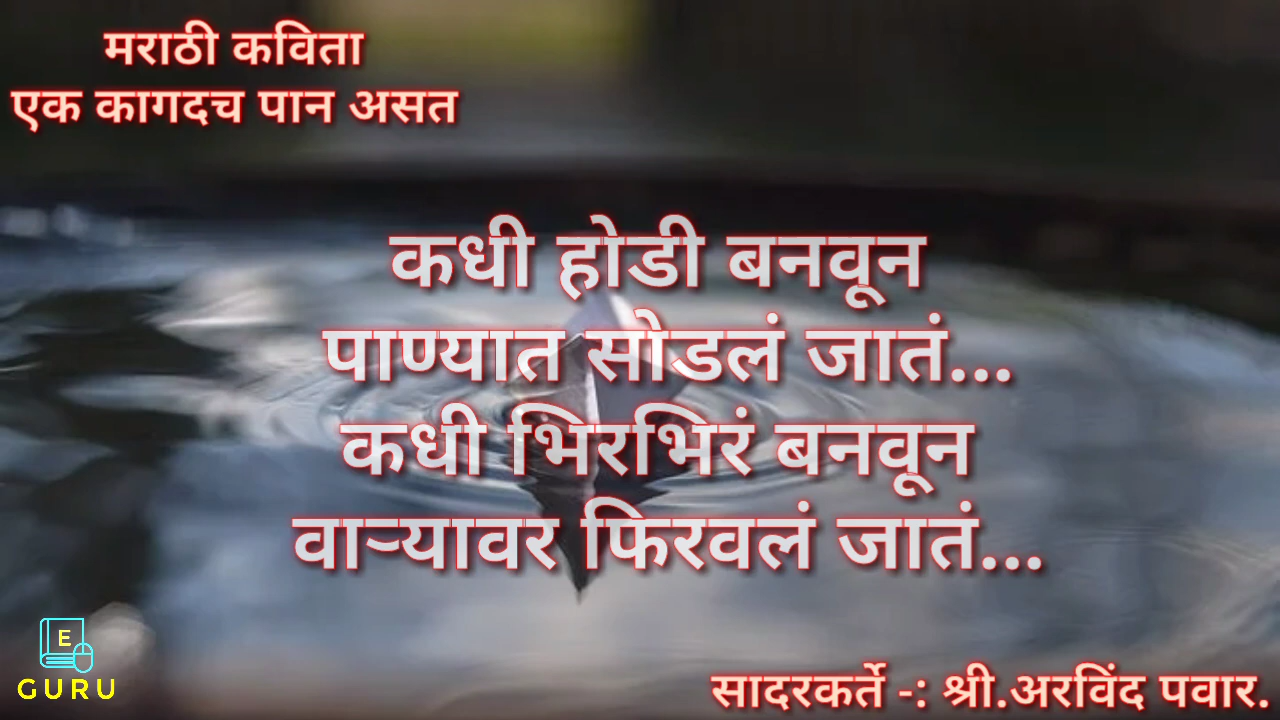 मराठी कविता
एक कागदच पान असत
कधी होडी बनवून
पाण्यात सोडलं जातं...
कधी भिरभिरं बनवून
वाऱ्यावर फिरवलं जातं...
E
GURU
सादरकर्ते -: श्री.अरविंद पवार.